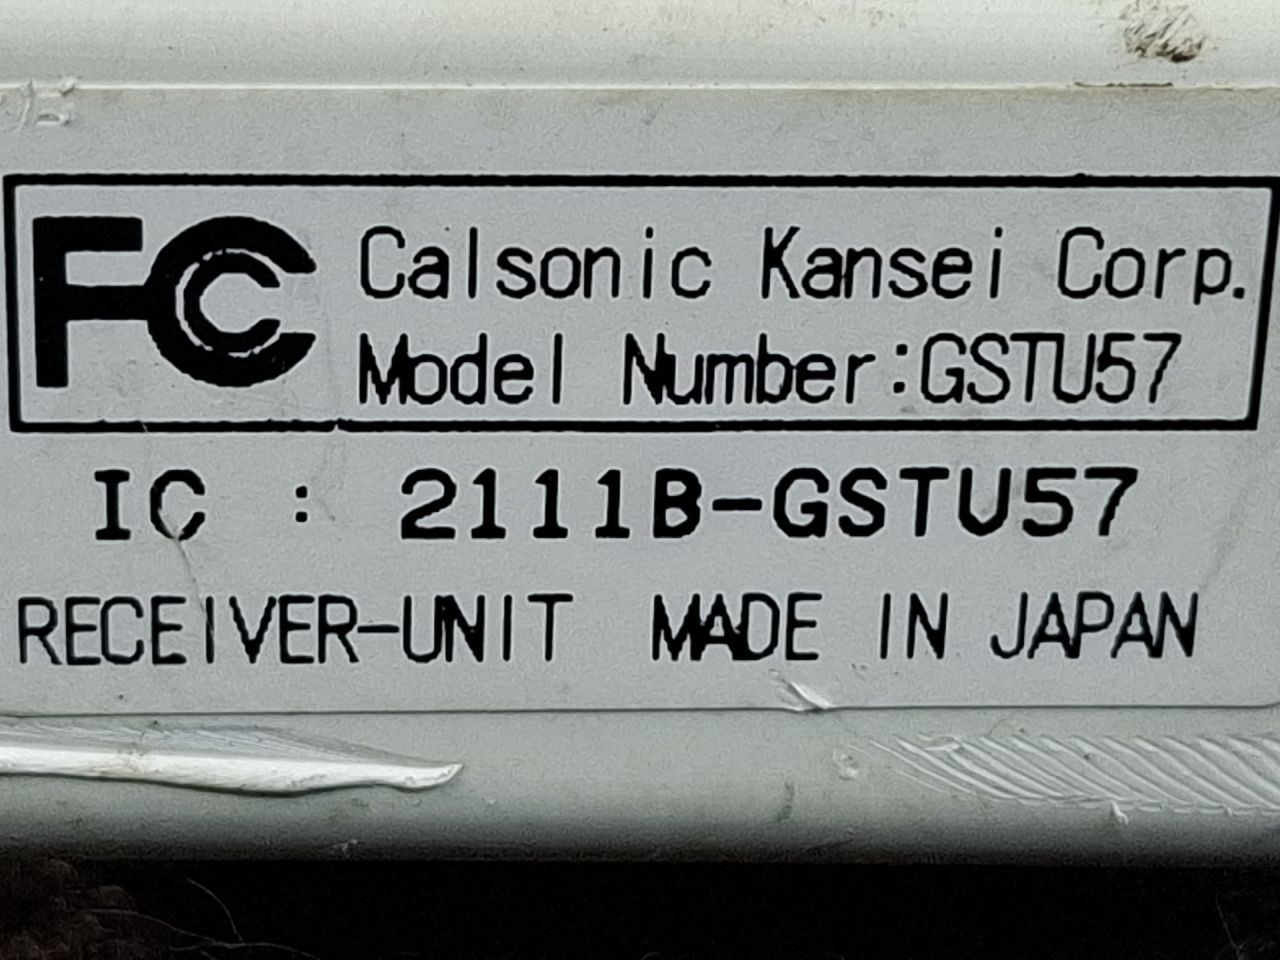 FC Calsonic Kansei Corp.
Model Number:GSTU57
IC : 2111B-GSTU57
RECEIVER-UNIT MADE IN JAPAN